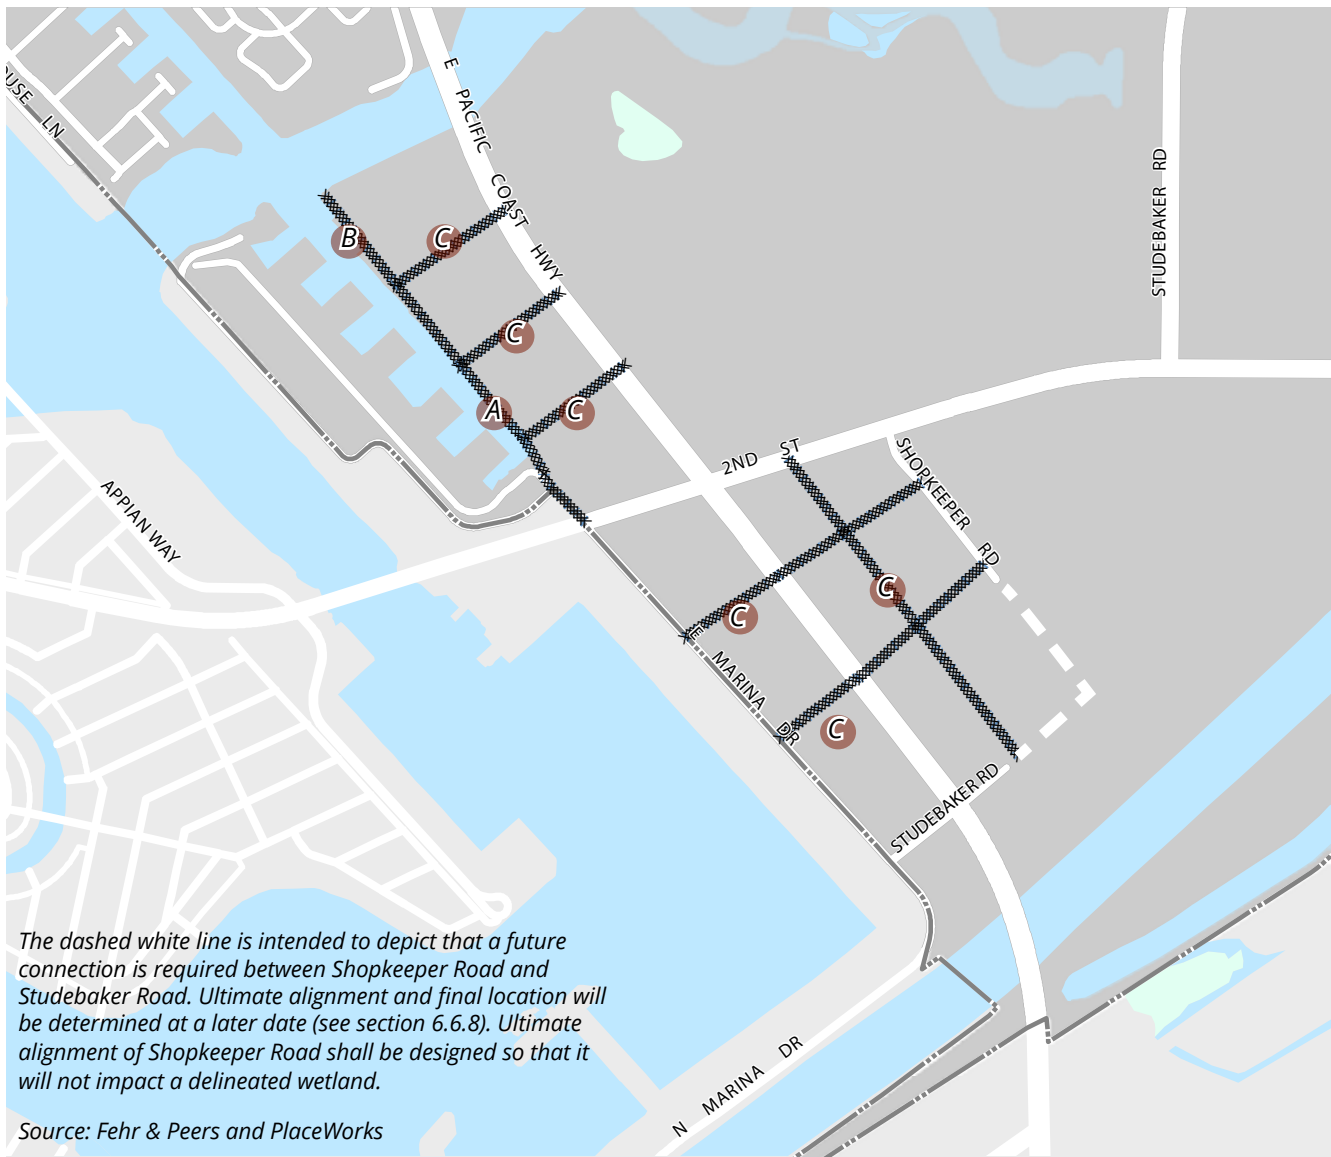 OUSE LN
E PACIFIC COAST HWY
STUDEBAKER RD
B
C
C
A
C
2ND ST
SHOPKEEPER RD
APPIAN WAY
C
C
E MARINA DR
C
STUDEBAKER RD
The dashed white line is intended to depict that a future
connection is required between Shopkeeper Road and
Studebaker Road. Ultimate alignment and final location will
be determined at a later date (see section 6.6.8). Ultimate
alignment of Shopkeeper Road shall be designed so that it
will not impact a delineated wetland.
N MARINA DR
Source: Fehr & Peers and PlaceWorks